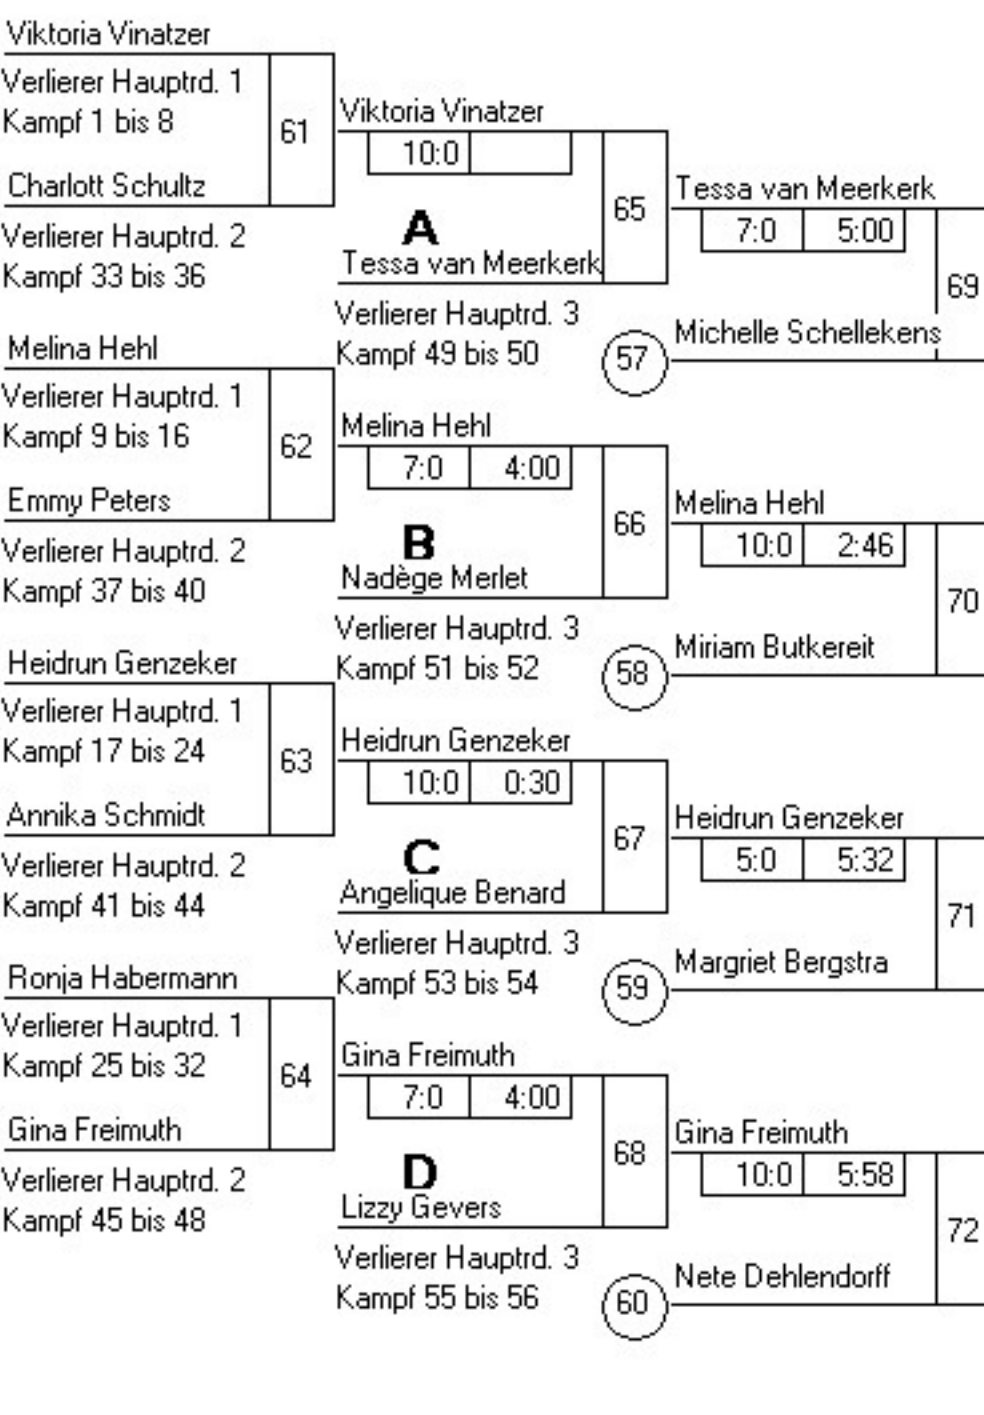 Viktoria Vinatzer
Verlierer Hauptrd. 1
Kampf 1 bis 8
61
Charlott Schultz
Verlierer Hauptrd. 2
Kampf 33 bis 36
Melina Hehl
Verlierer Hauptrd. 1
Kampf 9 bis 16
62
Emmy Peters
Verlierer Hauptrd. 2
Kampf 37 bis 40
Heidrun Genzeker
Verlierer Hauptrd. 1
Kampf 17 bis 24
63
Annika Schmidt
Verlierer Hauptrd. 2
Kampf 41 bis 44
Ronja Habermann
Verlierer Hauptrd. 1
Kampf 25 bis 32
64
Gina Freimuth
Verlierer Hauptrd. 2
Kampf 45 bis 48
Viktoria Vinatzer
10:0
A
65
Tessa van Meerkerk
Verlierer Hauptrd. 3
Kampf 49 bis 50
57
Melina Hehl
7:0 4:00
B
66
Nadège Merlet
Verlierer Hauptrd. 3
Kampf 51 bis 52
58
Heidrun Genzeker
10:0 0:30
C
67
Angelique Benard
Verlierer Hauptrd. 3
Kampf 53 bis 54
59
Gina Freimuth
7:0 4:00
D
68
Lizzy Gevers
Verlierer Hauptrd. 3
Kampf 55 bis 56
60
Tessa van Meerkerk
7:0 5:00
69
Michelle Schellekens
Melina Hehl
10:0 2:46
70
Miriam Butkereit
Heidrun Genzeker
5:0 5:32
71
Margriet Bergstra
Gina Freimuth
10:0 5:58
72
Nete Dehlendorff